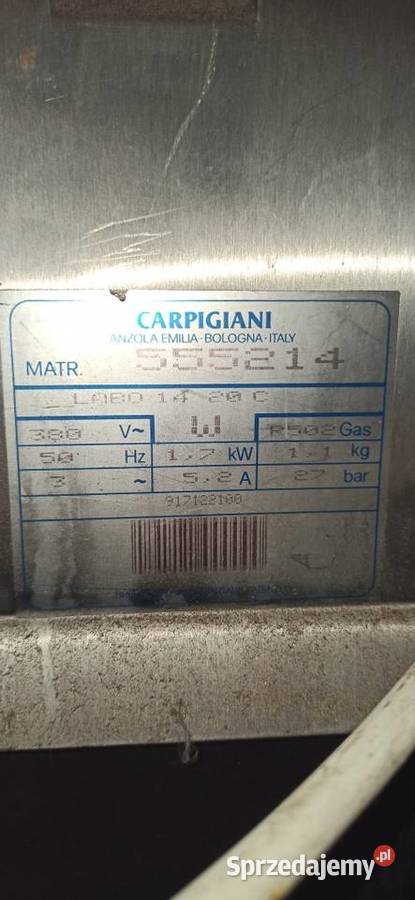 CARPIGIANI
ANZOLA EMILIA - BOLOGNA - ITALY
MATR. 555214
LABO 14 20 C
380 V~ W R502 Gas
50 Hz 1,7 kW 1,1 kg
3 ~ 5,2 A 27 bar
917122100
Sprzedajemy.pl